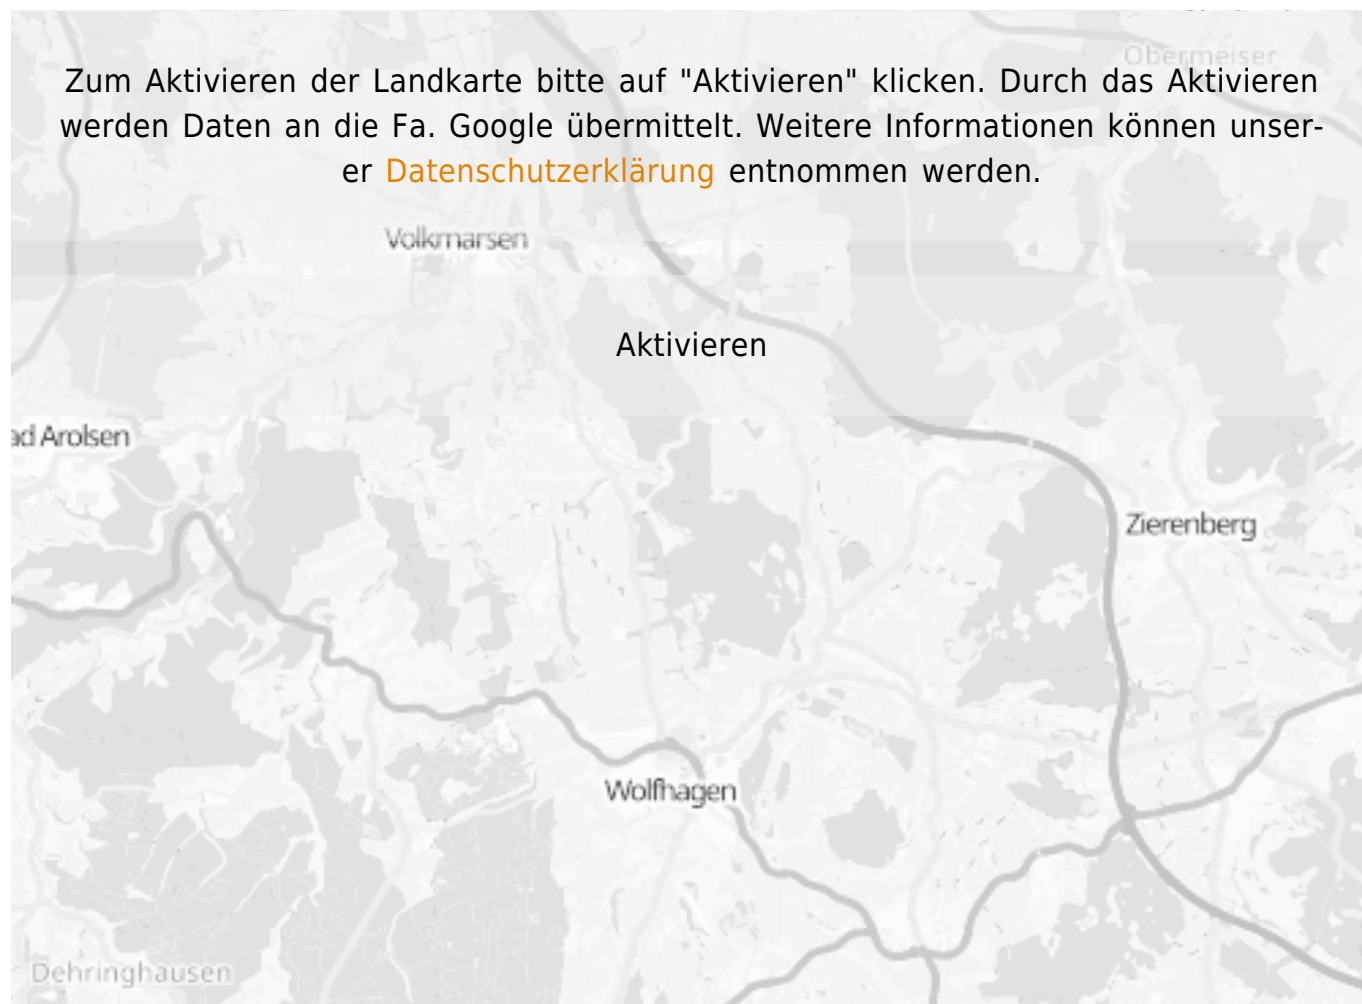 Obermeiser
Zum Aktivieren der Landkarte bitte auf "Aktivieren" klicken. Durch das Aktivieren
werden Daten an die Fa. Google übermittelt. Weitere Informationen können unser-
er Datenschutzerklärung entnommen werden.
Volkmarsen
Aktivieren
ad Arolsen
Zierenberg
Wolfhagen
Dehringhausen